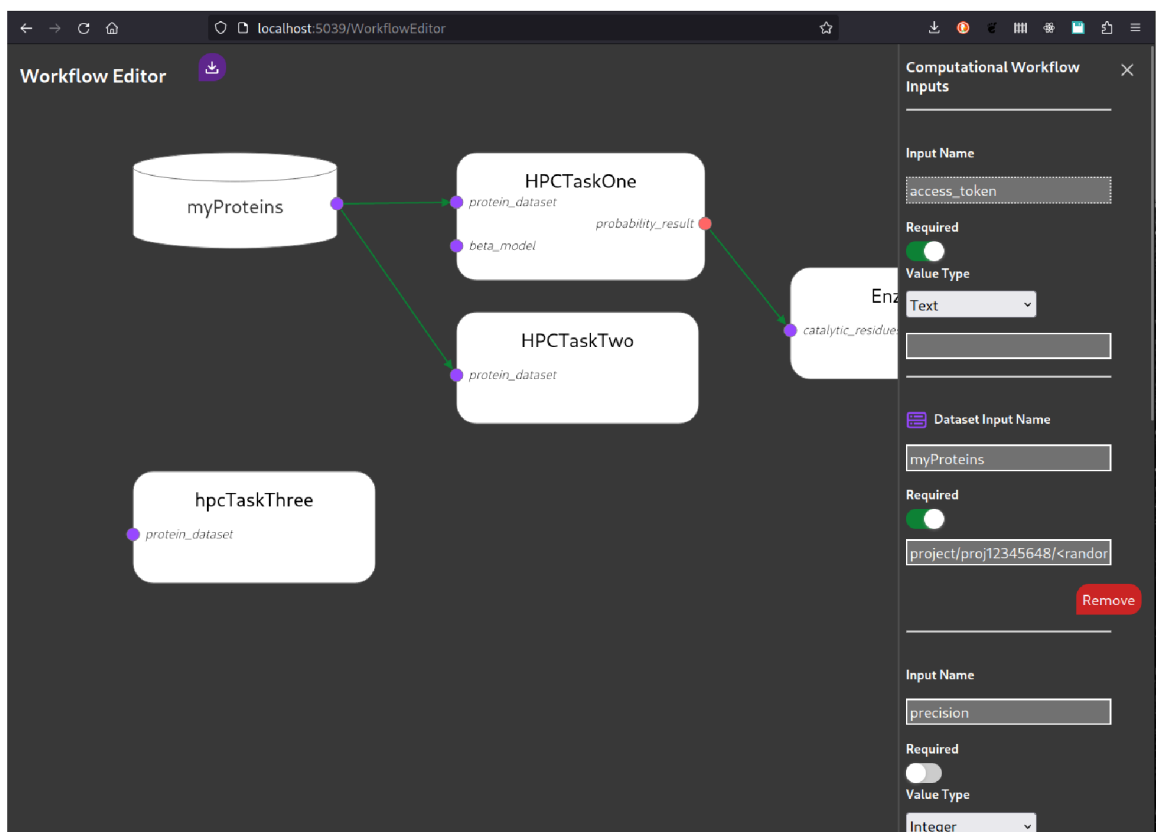 localhost:5039/WorkflowEditor
Workflow Editor
myProteins
HPCTaskOne
protein_dataset
probability_result
beta_model
HPCTaskTwo
protein_dataset
Enz
catalytic_residues
hpcTaskThree
protein_dataset
Computational Workflow
Inputs
Input Name
access_token
Required
Value Type
Text
Dataset Input Name
myProteins
Required
project/proj12345648/<randor
Remove
Input Name
precision
Required
Value Type
Integer